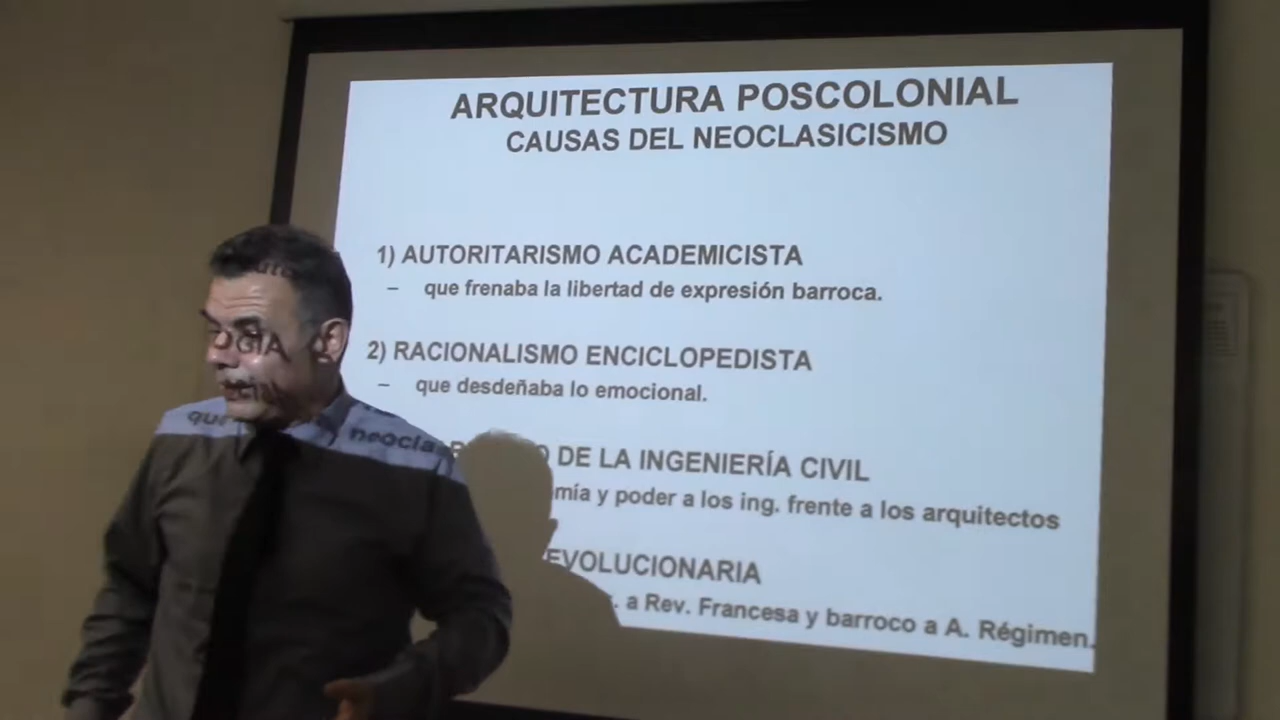 ARQUITECTURA POSCOLONIAL
CAUSAS DEL NEOCLASICISMO
1) AUTORITARISMO ACADEMICISTA
– que frenaba la libertad de expresión barroca.
2) RACIONALISMO ENCICLOPEDISTA
– que desdeñaba lo emocional.
DE LA INGENIERÍA CIVIL
mía y poder a los ing. frente a los arquitectos
EVOLUCIONARIA
que neocla . a Rev. Francesa y barroco a A. Régimen.